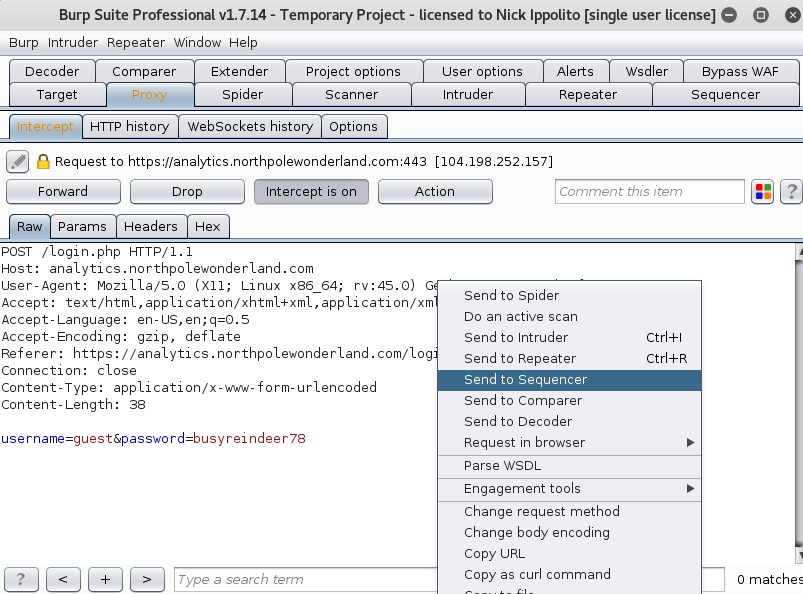 Burp Suite Professional v1.7.14 - Temporary Project - licensed to Nick Ippolito [single user license]
Burp Intruder Repeater Window Help
Decoder Comparer Extender Project options User options Alerts Wsdler Bypass WAF
Target Proxy Spider Scanner Intruder Repeater Sequencer
Intercept HTTP history WebSockets history Options
Request to https://analytics.northpolewonderland.com:443 [104.198.252.157]
Forward Drop Intercept is on Action Comment this item ?
Raw Params Headers Hex
POST /login.php HTTP/1.1
Host: analytics.northpolewonderland.com
User-Agent: Mozilla/5.0 (X11; Linux x86_64; rv:45.0)
Accept: text/html,application/xhtml+xml,application/xml
Accept-Language: en-US,en;q=0.5
Accept-Encoding: gzip, deflate
Referer: https://analytics.northpolewonderland.com/logi
Connection: close
Content-Type: application/x-www-form-urlencoded
Content-Length: 38
username=guest&password=busyreindeer78
Send to Spider
Do an active scan
Send to Intruder Ctrl+I
Send to Repeater Ctrl+R
Send to Sequencer
Send to Comparer
Send to Decoder
Request in browser
Parse WSDL
Engagement tools
Change request method
Change body encoding
Copy URL
Copy as curl command
? < + > Type a search term 0 matches